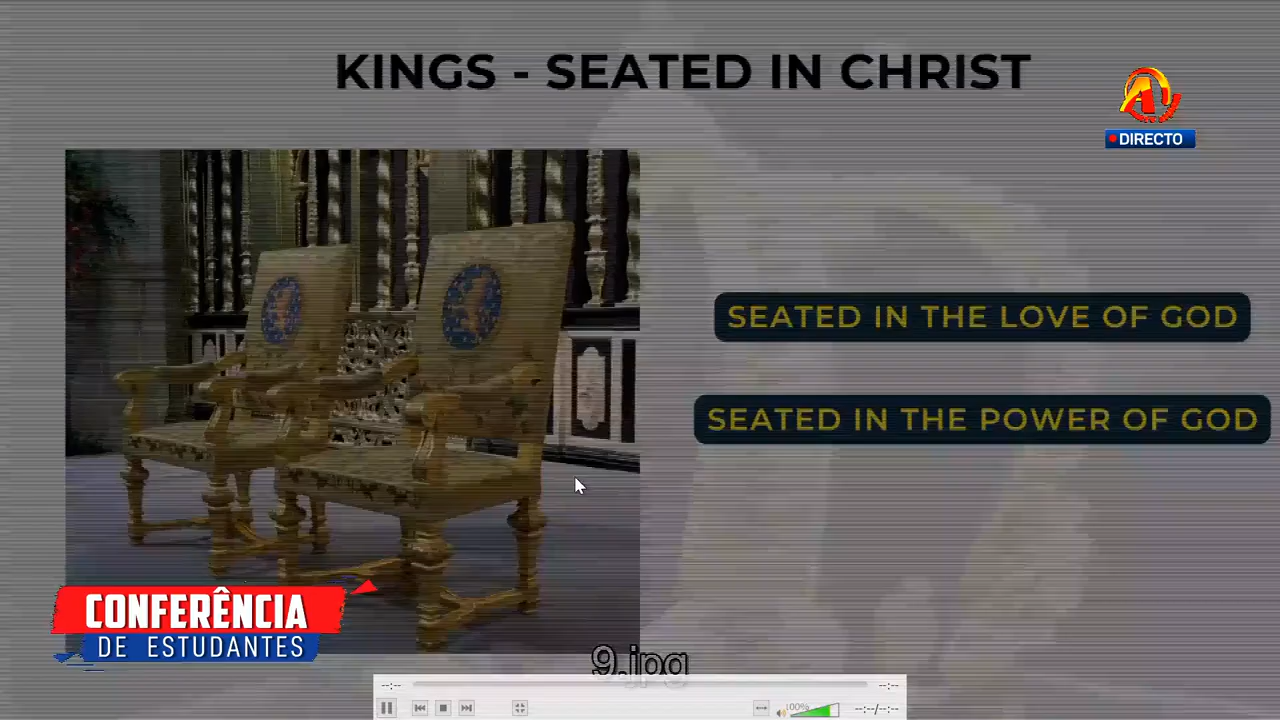 KINGS - SEATED IN CHRIST
DIRECTO
SEATED IN THE LOVE OF GOD
SEATED IN THE POWER OF GOD
CONFERÊNCIA
DE ESTUDANTES
9.jpg
--:-- --:--
100% --:--/--:--